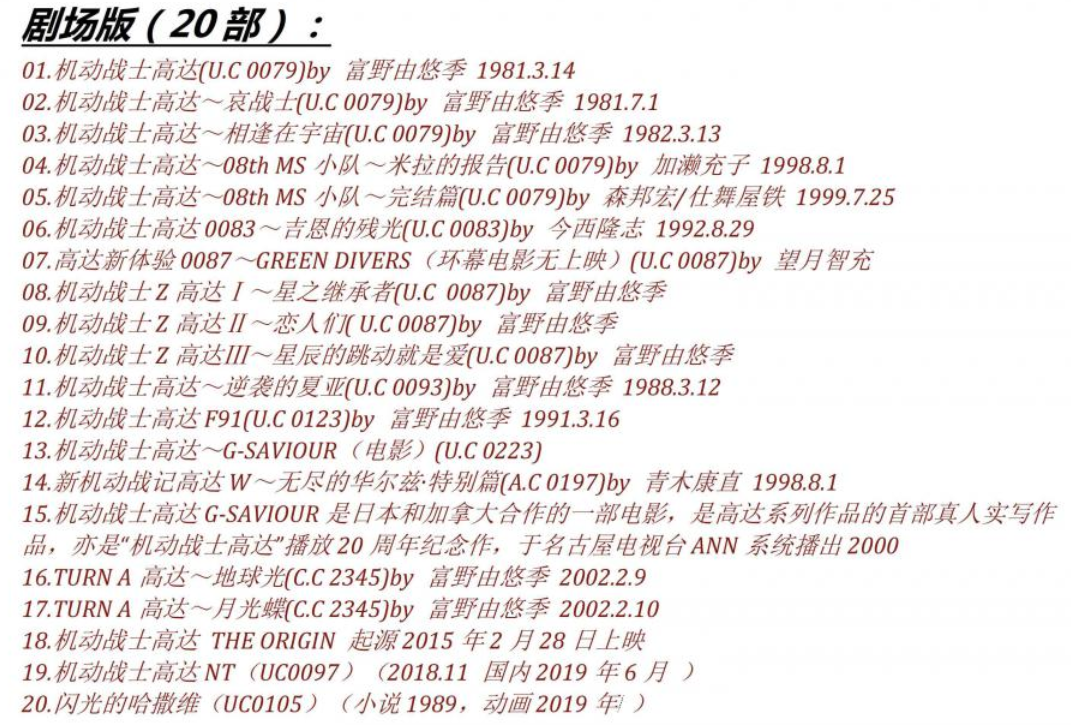 剧场版（20 部）：
01.机动战士高达(U.C 0079)by 富野由悠季 1981.3.14
02.机动战士高达～哀战士(U.C 0079)by 富野由悠季 1981.7.1
03.机动战士高达～相逢在宇宙(U.C 0079)by 富野由悠季 1982.3.13
04.机动战士高达～08th MS 小队～米拉的报告(U.C 0079)by 加濑充子 1998.8.1
05.机动战士高达～08th MS 小队～完结篇(U.C 0079)by 森邦宏/仕舞屋铁 1999.7.25
06.机动战士高达 0083～吉恩的残光(U.C 0083)by 今西隆志 1992.8.29
07.高达新体验 0087～GREEN DIVERS（环幕电影无上映）(U.C 0087)by 望月智充
08.机动战士 Z 高达Ⅰ～星之继承者(U.C 0087)by 富野由悠季
09.机动战士 Z 高达Ⅱ～恋人们( U.C 0087)by 富野由悠季
10.机动战士 Z 高达Ⅲ～星辰的跳动就是爱(U.C 0087)by 富野由悠季
11.机动战士高达～逆袭的夏亚(U.C 0093)by 富野由悠季 1988.3.12
12.机动战士高达 F91(U.C 0123)by 富野由悠季 1991.3.16
13.机动战士高达～G-SAVIOUR（电影）(U.C 0223)
14.新机动战记高达 W～无尽的华尔兹·特别篇(A.C 0197)by 青木康直 1998.8.1
15.机动战士高达 G-SAVIOUR 是日本和加拿大合作的一部电影，是高达系列作品的首部真人实写作
品，亦是“机动战士高达”播放 20 周年纪念作，于名古屋电视台 ANN 系统播出 2000
16.TURN A 高达～地球光(C.C 2345)by 富野由悠季 2002.2.9
17.TURN A 高达～月光蝶(C.C 2345)by 富野由悠季 2002.2.10
18.机动战士高达 THE ORIGIN 起源 2015 年 2 月 28 日上映
19.机动战士高达 NT（UC0097）（2018.11 国内 2019 年 6 月 ）
20.闪光的哈撒维（UC0105）（小说 1989，动画 2019 年 ）